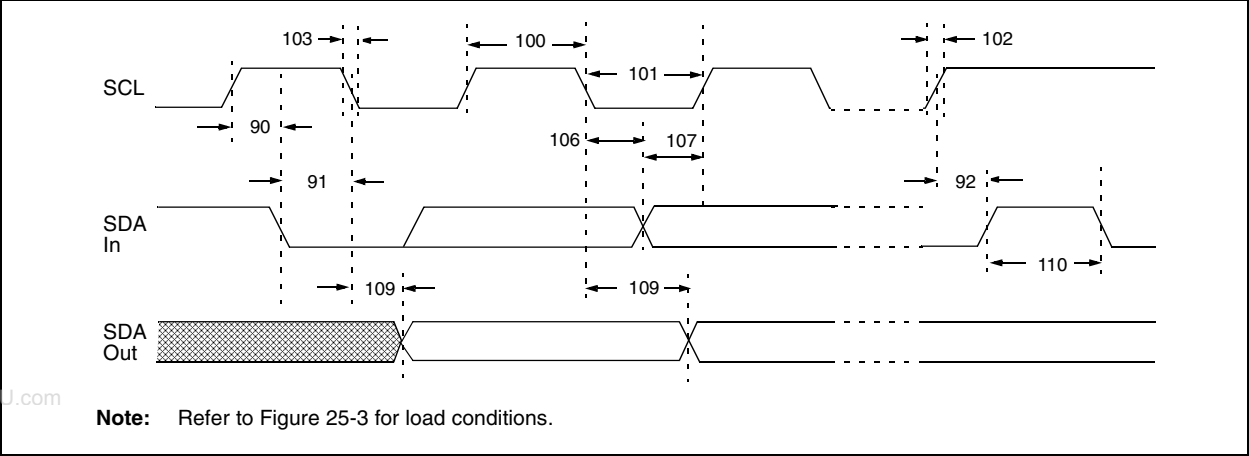 103
100
102
SCL
101
90
106
107
91
92
SDA
In
110
109
109
SDA
Out
U.com
Note: Refer to Figure 25-3 for load conditions.